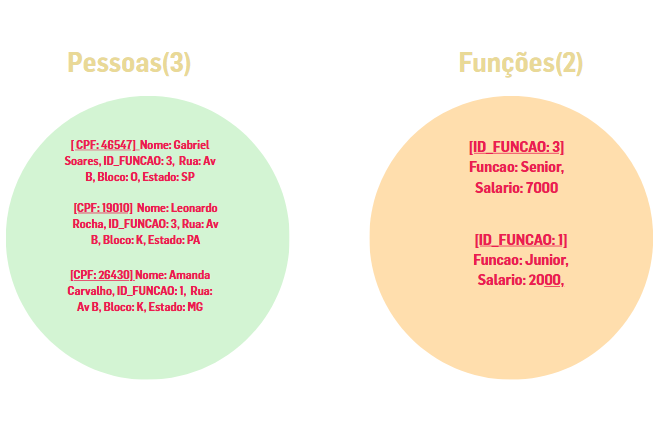 Pessoas(3)
[ CPF: 46547]  Nome: Gabriel
Soares, ID_FUNCAO: 3,  Rua: Av
B, Bloco: O, Estado: SP
[CPF: 19010]  Nome: Leonardo
Rocha, ID_FUNCAO: 3, Rua: Av
B, Bloco: K, Estado: PA
[CPF: 26430] Nome: Amanda
Carvalho, ID_FUNCAO: 1,  Rua:
Av B, Bloco: K, Estado: MG
Funções(2)
[ID_FUNCAO: 3]
Funcao: Senior,
Salario: 7000
[ID_FUNCAO: 1]
Funcao: Junior,
Salario: 2000,